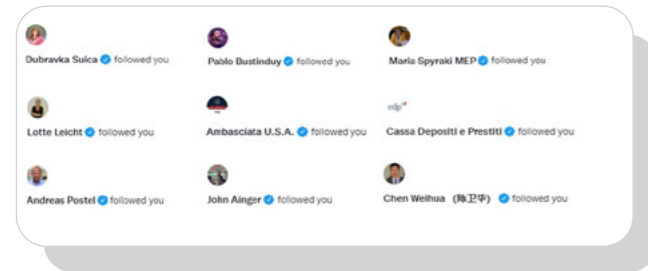 Dubravka Suica followed you
Pablo Bustinduy followed you
Maria Spyraki MEP followed you
cdp
Lotte Leicht followed you
Ambasciata U.S.A. followed you
Cassa Depositi e Prestiti followed you
Andreas Postel followed you
John Ainger followed you
Chen Weihua （陈卫华） followed you